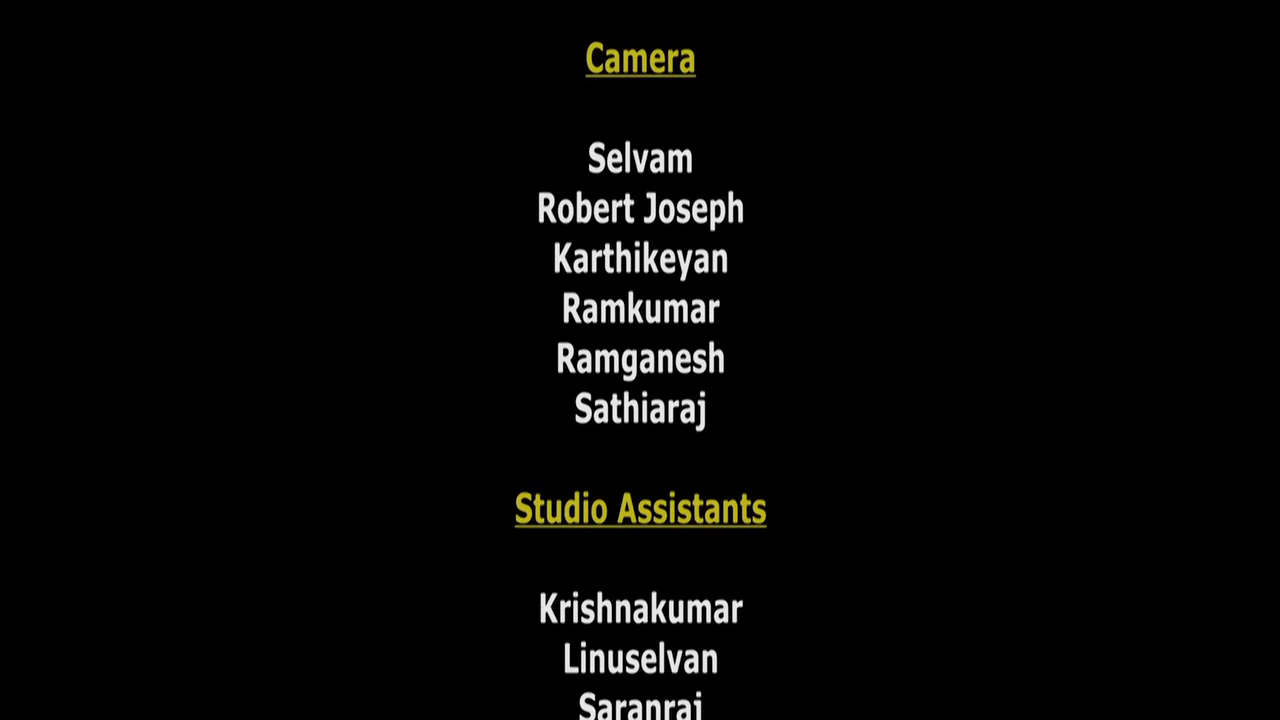 Camera
Selvam
Robert Joseph
Karthikeyan
Ramkumar
Ramganesh
Sathiaraj
Studio Assistants
Krishnakumar
Linuselvan
Saranraj